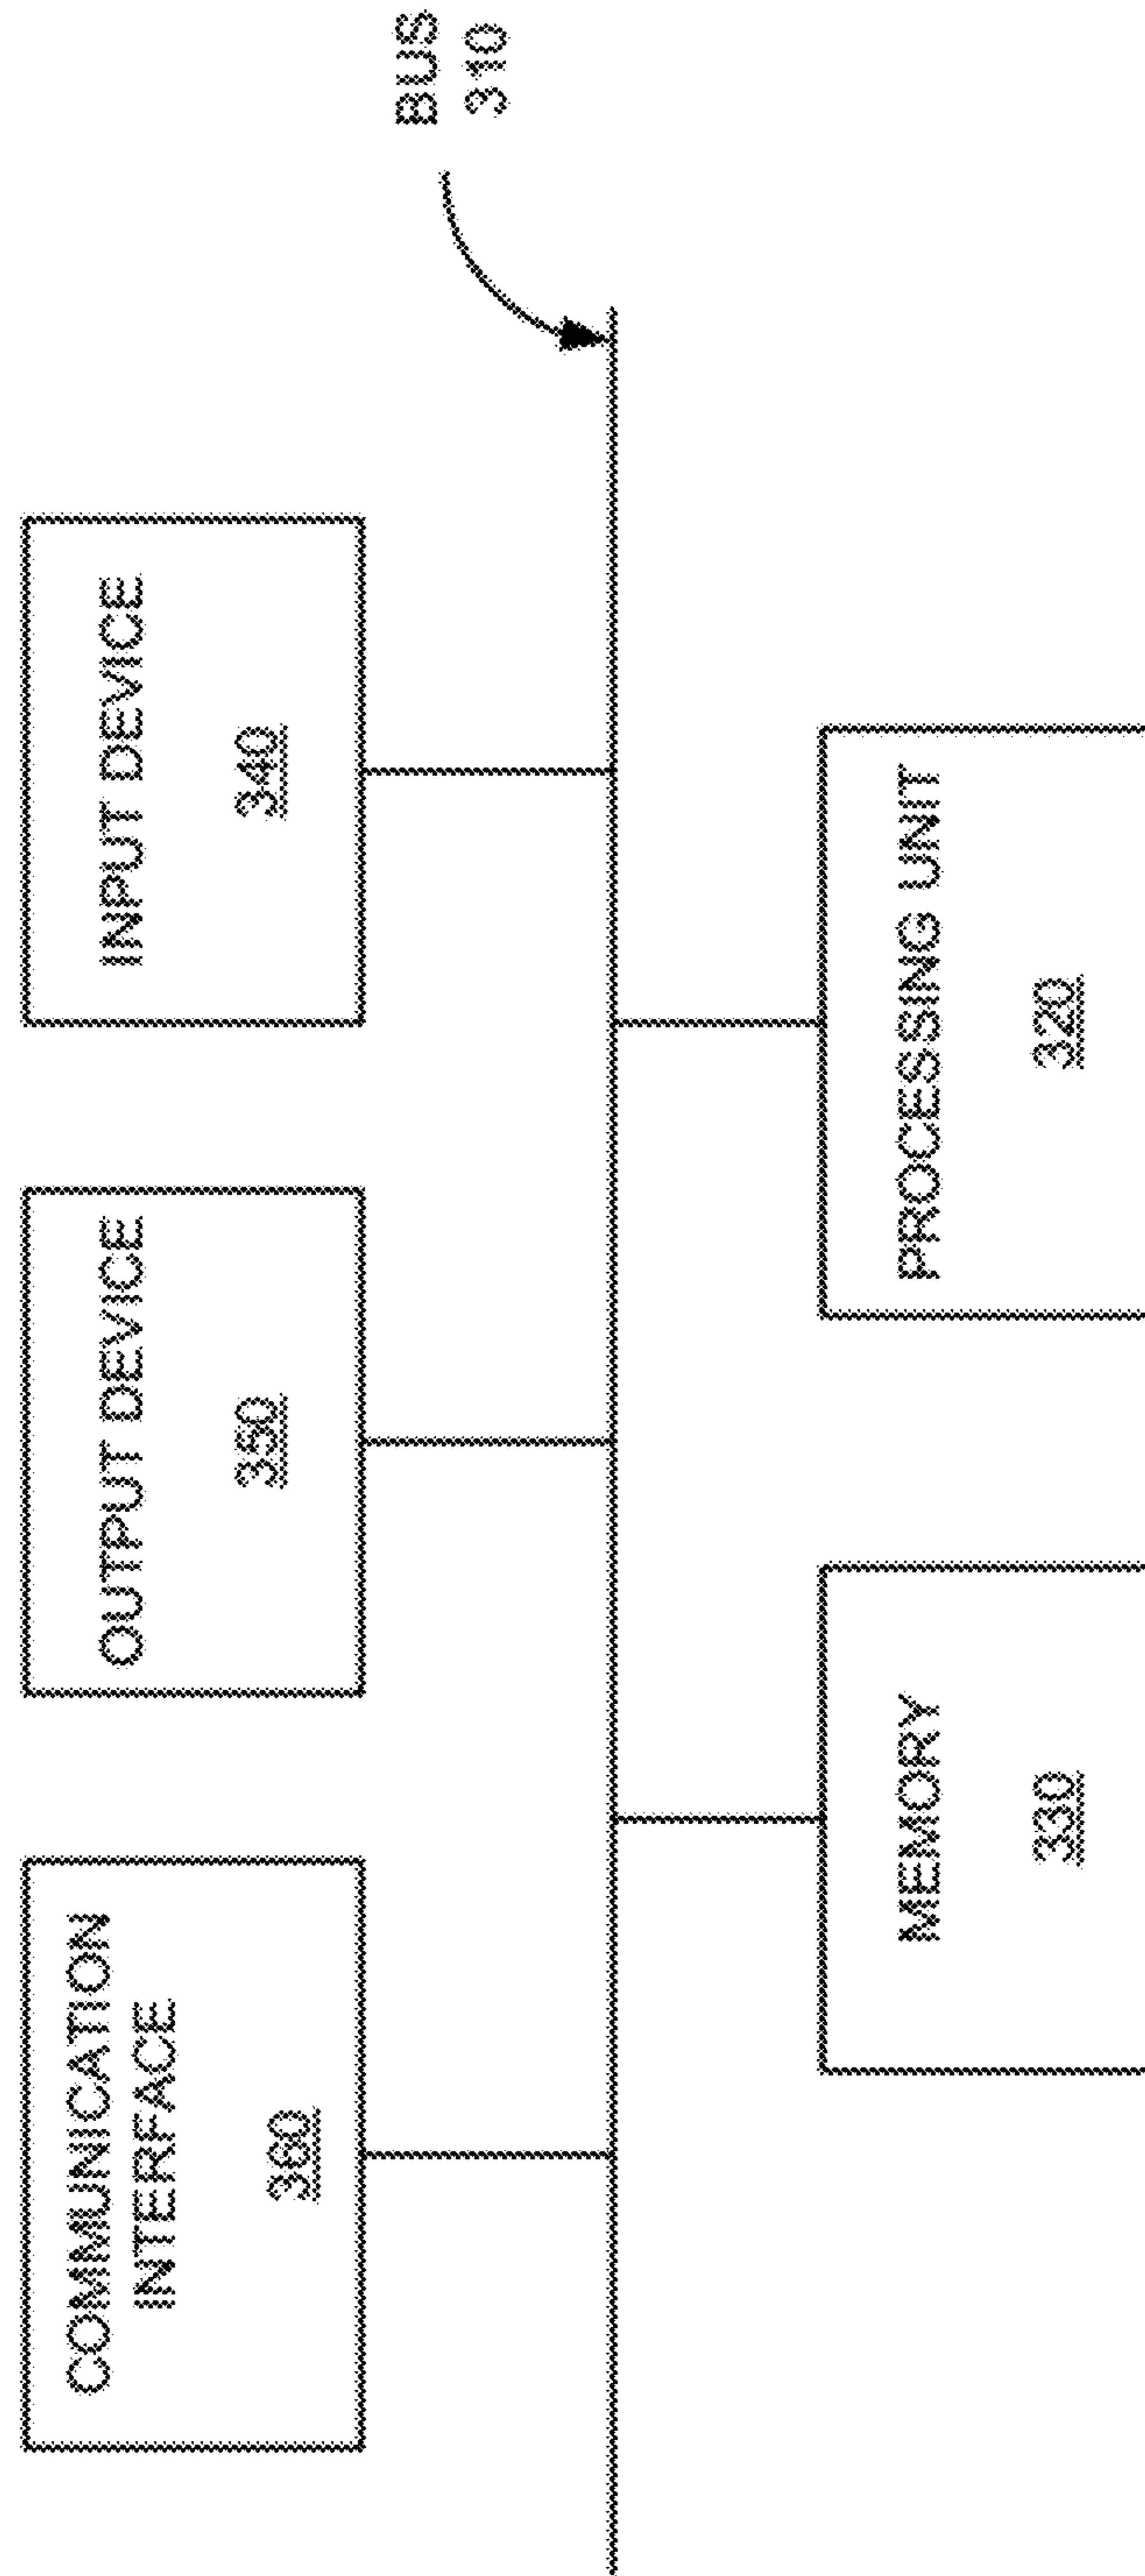 COMMUNICATION
INTERFACE
360
OUTPUT DEVICE
350
INPUT DEVICE
340
BUS
310
MEMORY
330
PROCESSING UNIT
320